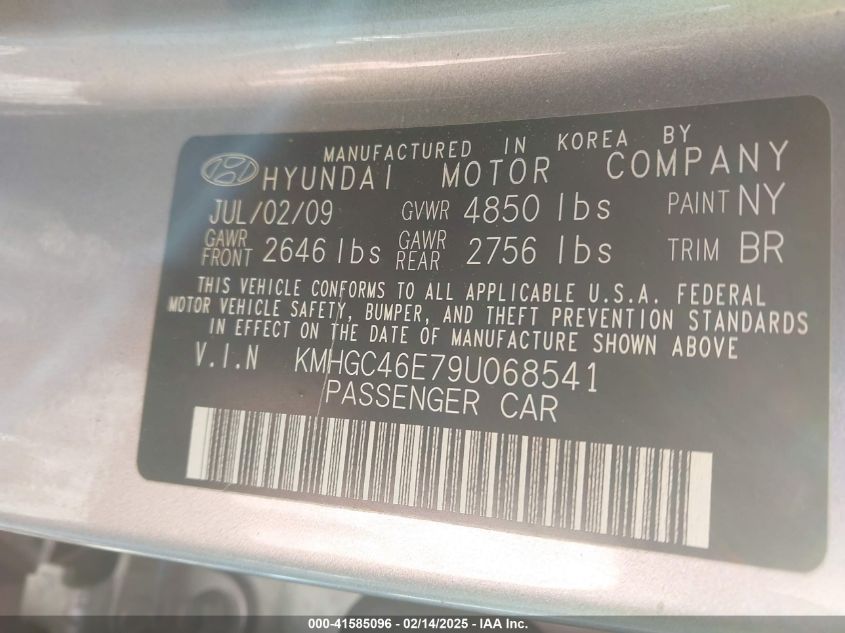 MANUFACTURED IN KOREA BY
HYUNDAI MOTOR COMPANY
JUL/02/09 GVWR 4850 lbs PAINT NY
GAWR FRONT 2646 lbs GAWR REAR 2756 lbs TRIM BR
THIS VEHICLE CONFORMS TO ALL APPLICABLE U.S.A. FEDERAL
MOTOR VEHICLE SAFETY, BUMPER, AND THEFT PREVENTION STANDARDS
IN EFFECT ON THE DATE OF MANUFACTURE SHOWN ABOVE
V.I.N KMHGC46E79U068541
PASSENGER CAR
000-41585096 - 02/14/2025 - IAA Inc.